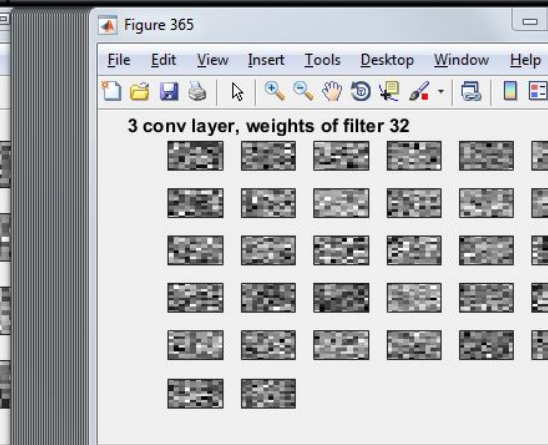 Figure 365
File Edit View Insert Tools Desktop Window Help
3 conv layer, weights of filter 32